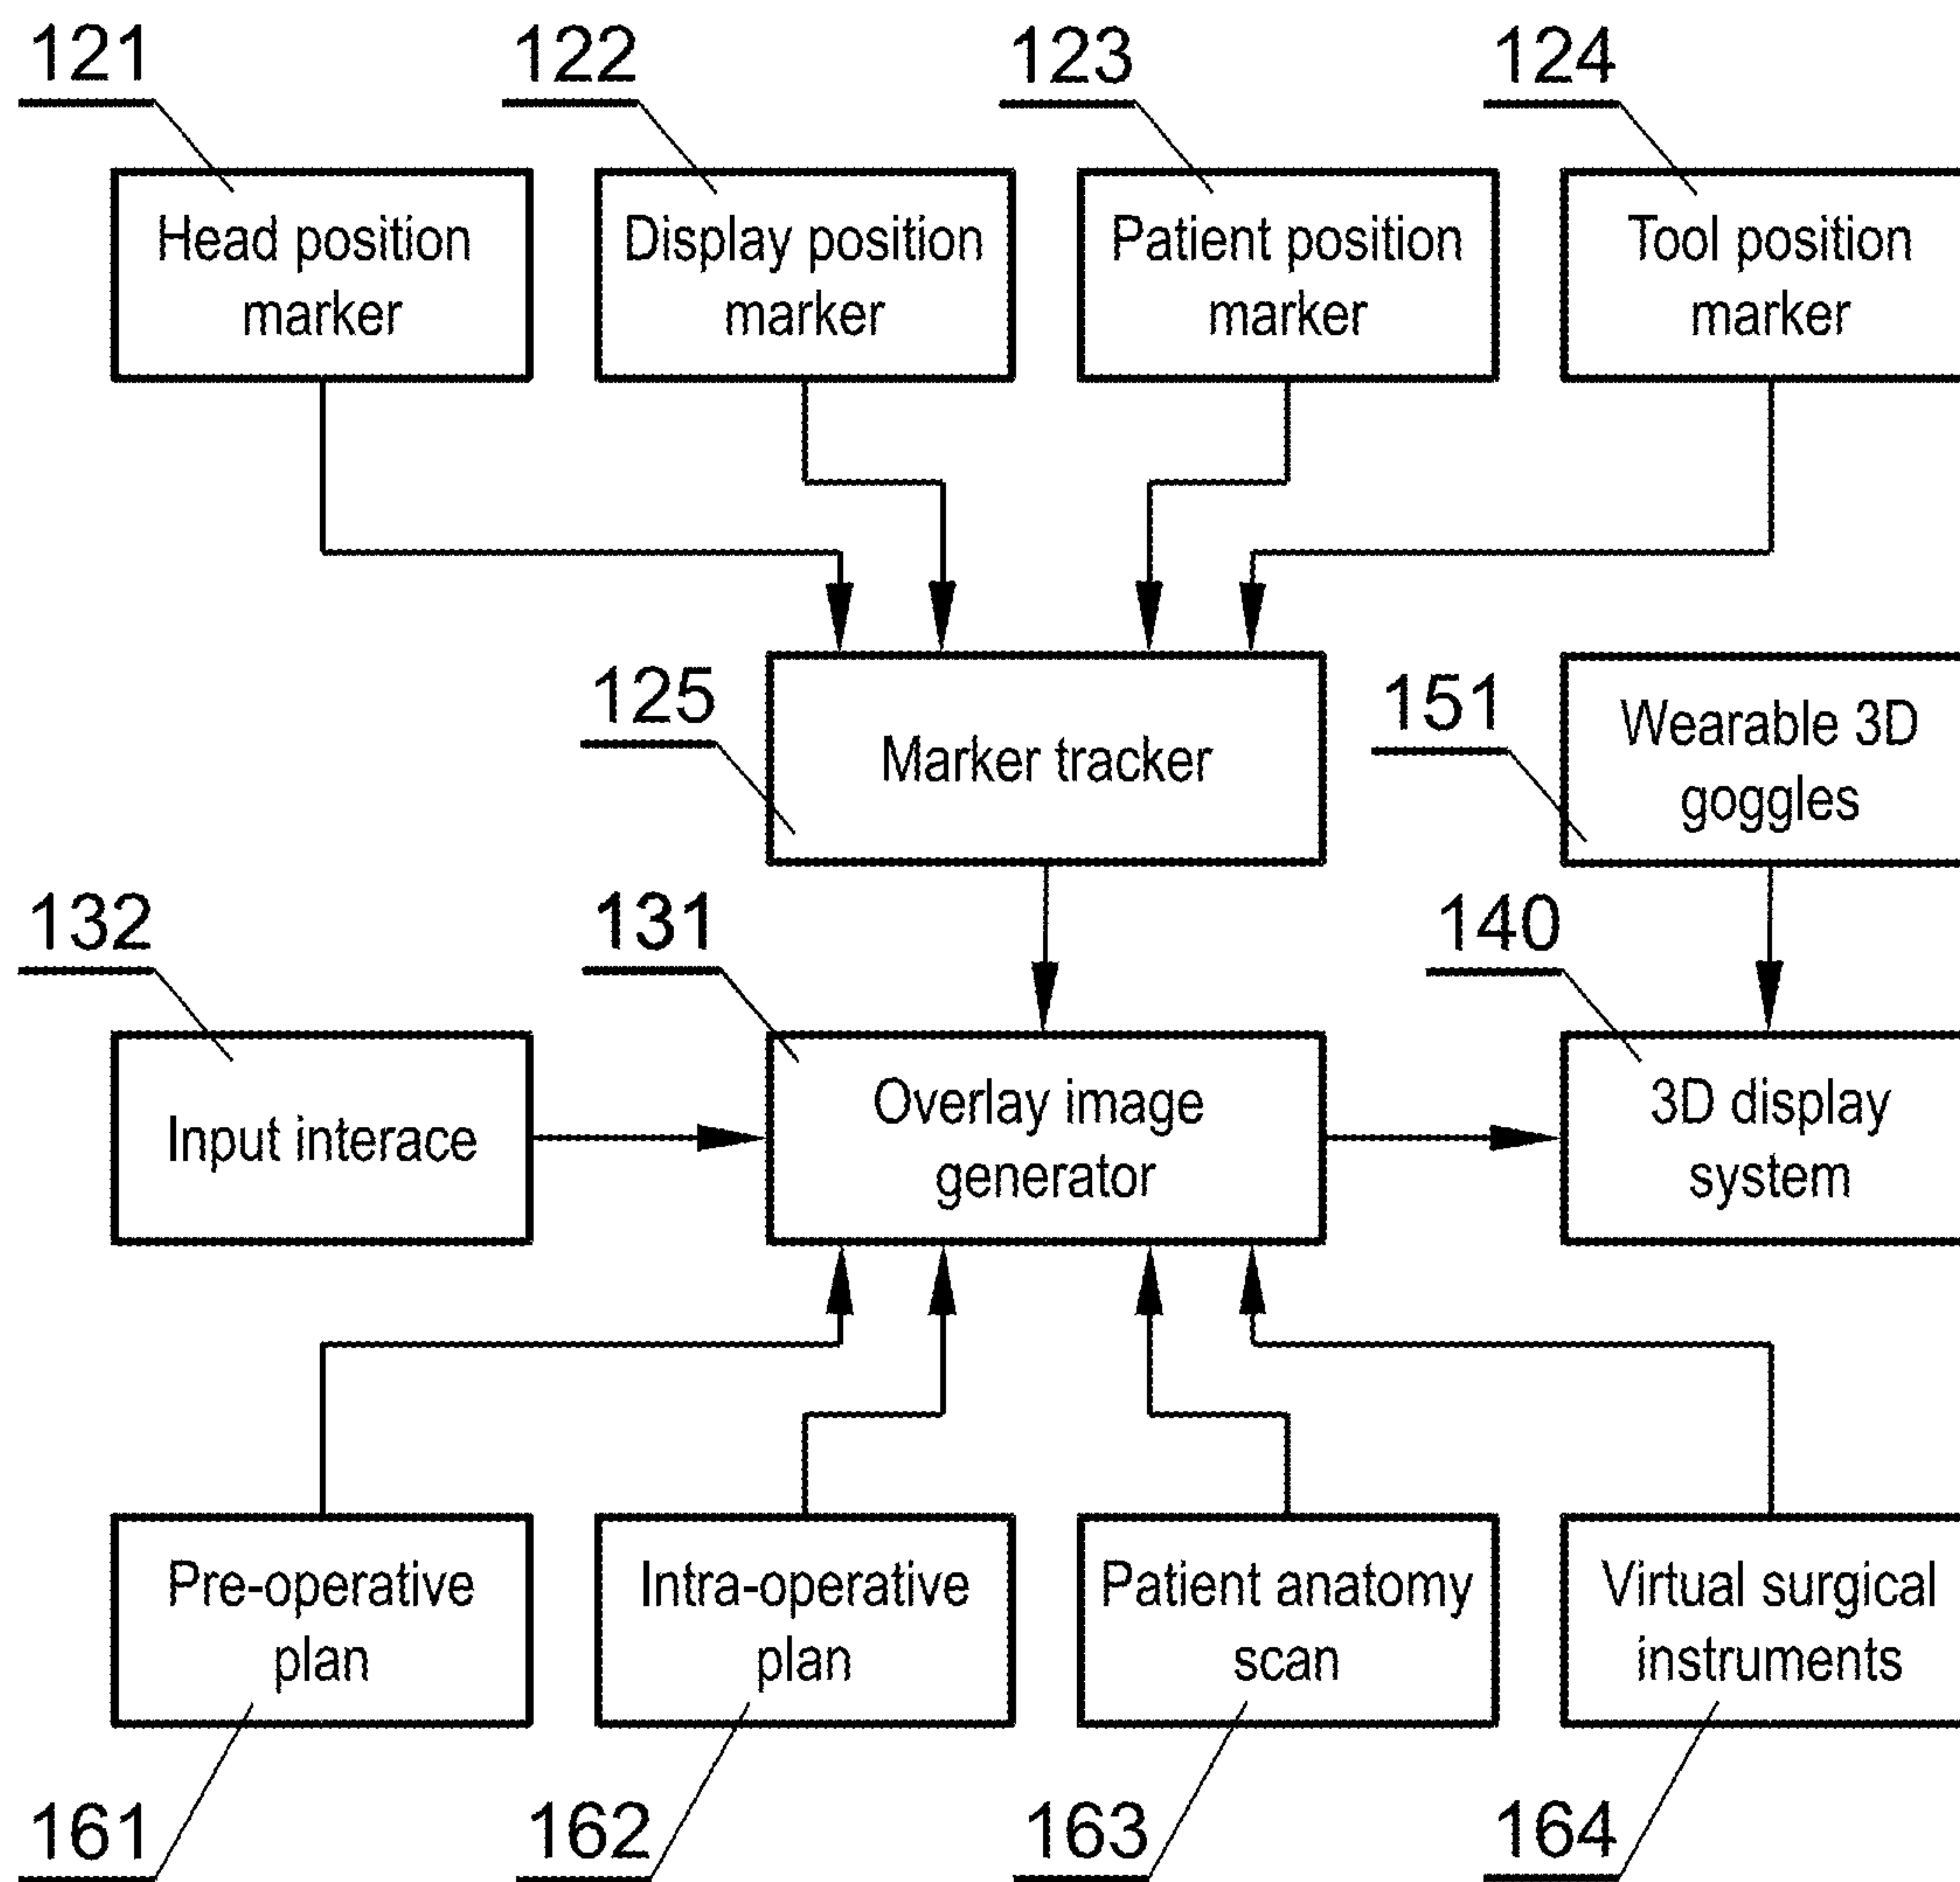 121
122
123
124
Head position
marker
Display position
marker
Patient position
marker
Tool position
marker
125
Marker tracker
151
Wearable 3D
goggles
132
131
140
Input interace
Overlay image
generator
3D display
system
Pre-operative
plan
Intra-operative
plan
Patient anatomy
scan
Virtual surgical
instruments
161
162
163
164